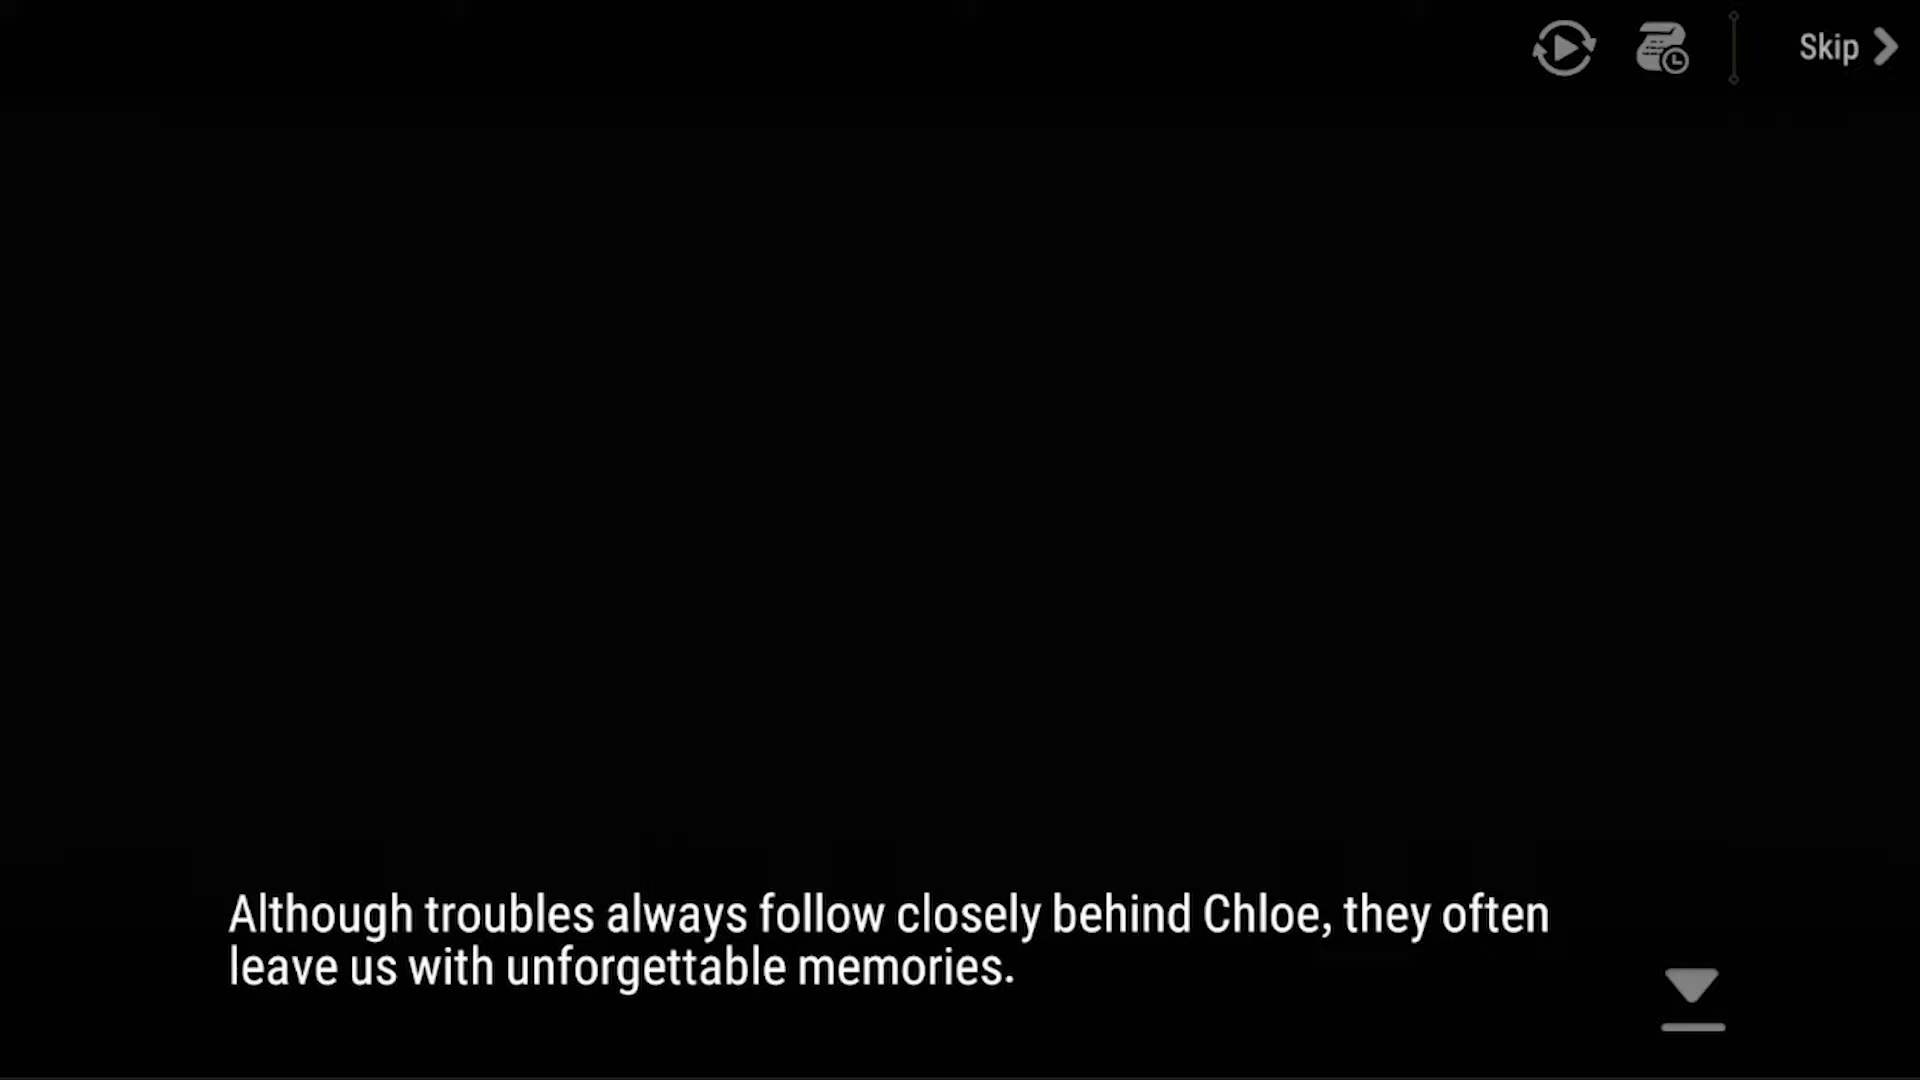 Skip
Although troubles always follow closely behind Chloe, they often
leave us with unforgettable memories.